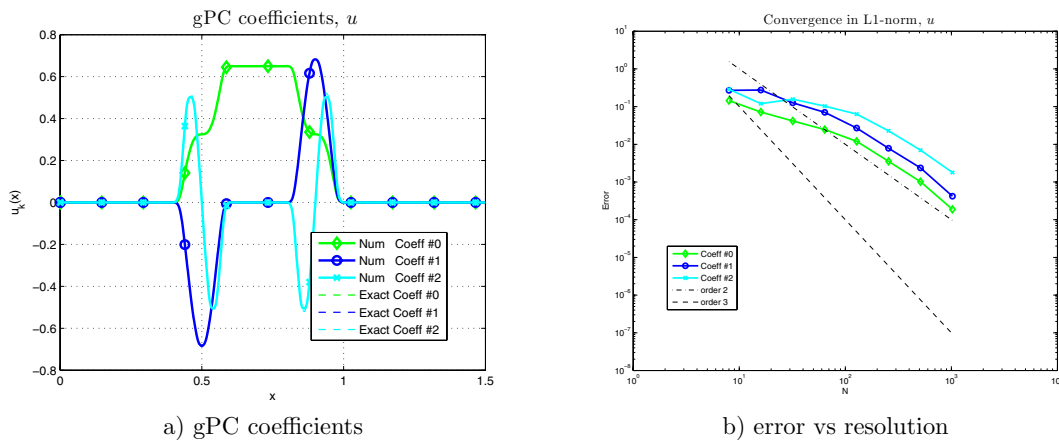 gPC coefficients, u
0.8
0.6
0.4
0.2
0
−0.2
−0.4
−0.6
−0.8
u_k(x)
0
0.5
1
1.5
x
Num Coeff #0
Num Coeff #1
Num Coeff #2
Exact Coeff #0
Exact Coeff #1
Exact Coeff #2
a) gPC coefficients
Convergence in L1-norm, u
10^1
10^0
10^−1
10^−2
10^−3
10^−4
10^−5
10^−6
10^−7
10^−8
Error
10^0
10^1
10^2
10^3
N
Coeff #0
Coeff #1
Coeff #2
order 2
order 3
b) error vs resolution